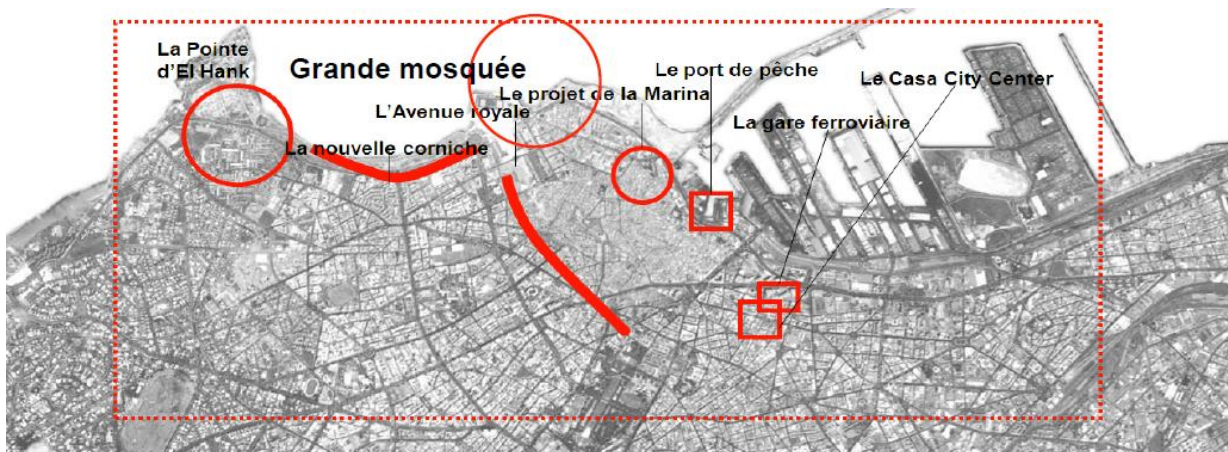 La Pointe
d'El Hank
Grande mosquée
L'Avenue royale
La nouvelle corniche
Le projet de la Marina
Le port de pêche
La gare ferroviaire
Le Casa City Center